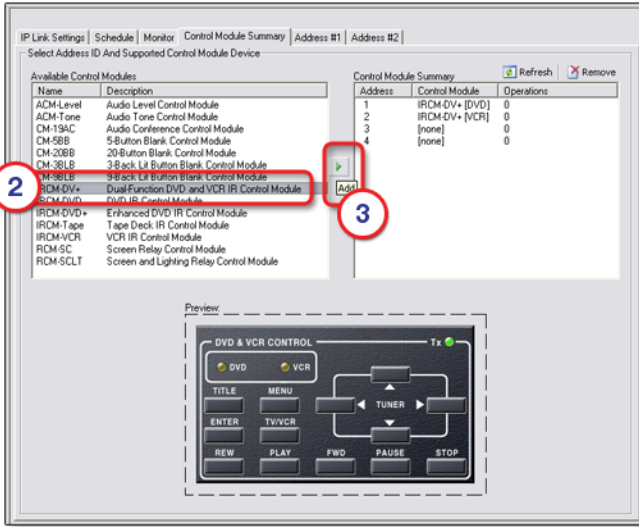 IP Link Settings Schedule Monitor Control Module Summary Address #1 Address #2
Select Address ID And Supported Control Module Device
Available Control Modules
Name Description
ACM-Level Audio Level Control Module
ACM-Tone Audio Tone Control Module
CM-19AC Audio Conference Control Module
CM-5BB 5-Button Blank Control Module
CM-20BB 20-Button Blank Control Module
CM-3BLB 3-Back Lit Button Blank Control Module
CM-9BLB 9-Back Lit Button Blank Control Module
IRCM-DV+ Dual-Function DVD and VCR IR Control Module
IRCM-DVD DVD IR Control Module
IRCM-DVD+ Enhanced DVD IR Control Module
IRCM-Tape Tape Deck IR Control Module
IRCM-VCR VCR IR Control Module
RCM-SC Screen Relay Control Module
RCM-SCLT Screen and Lighting Relay Control Module
2
Add
3
Control Module Summary Refresh Remove
Address Control Module Operations
1 IRCM-DV+ [DVD] 0
2 IRCM-DV+ [VCR] 0
3 [none] 0
4 [none] 0
Preview:
DVD & VCR CONTROL Tx
DVD VCR
TITLE MENU
TUNER
ENTER TV/VCR
REW PLAY FWD PAUSE STOP